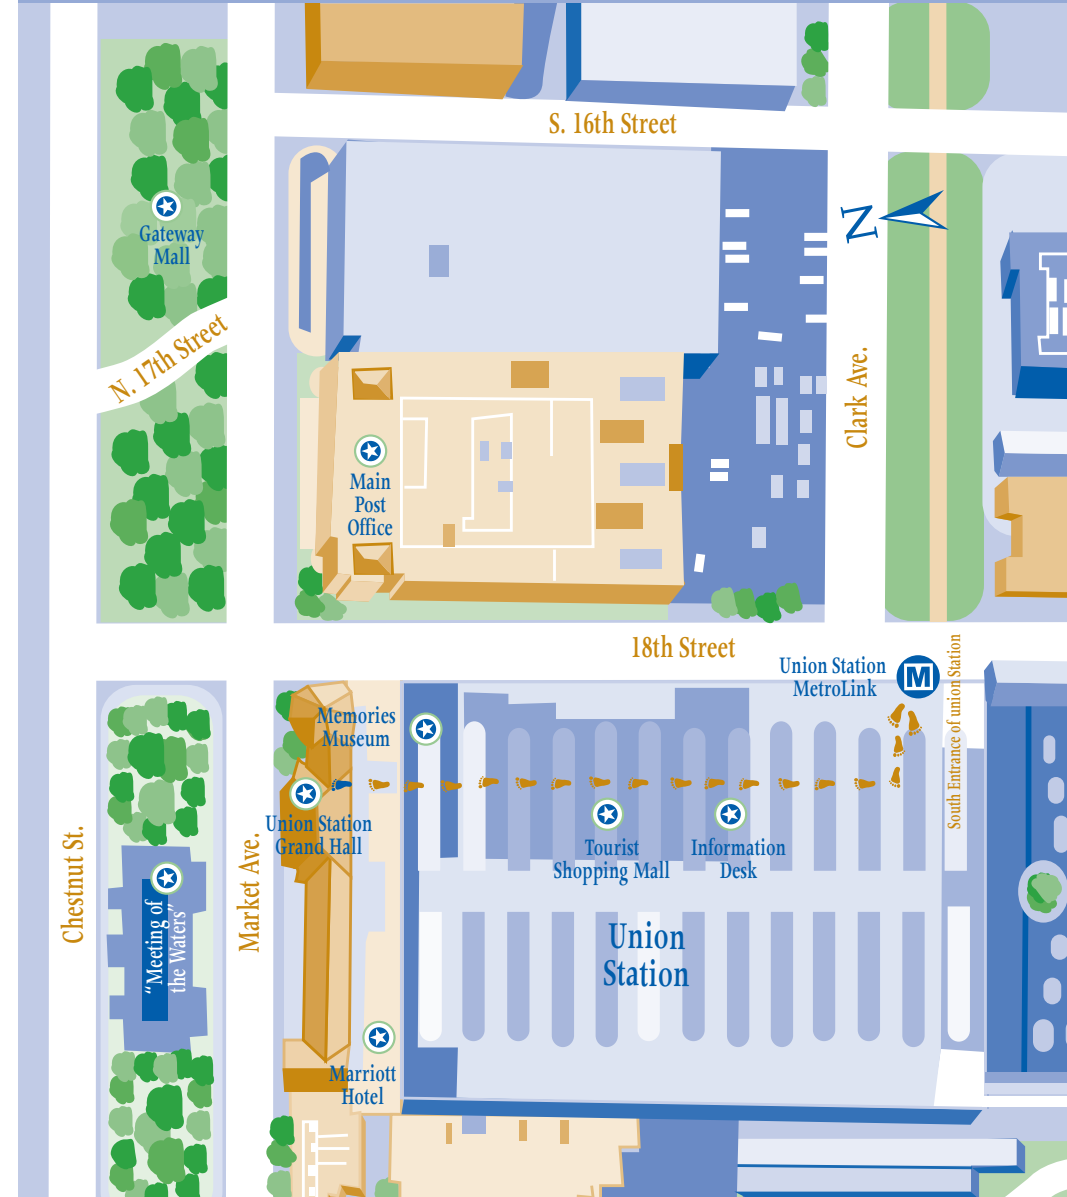 S. 16th Street
Gateway
Mall
N
N. 17th Street
Clark Ave.
Main
Post
Office
18th Street
Union Station
MetroLink
M
South Entrance of union Station
Memories
Museum
Union Station
Grand Hall
Tourist
Shopping Mall
Information
Desk
Chestnut St.
Market Ave.
“Meeting of
the Waters”
Union
Station
Marriott
Hotel